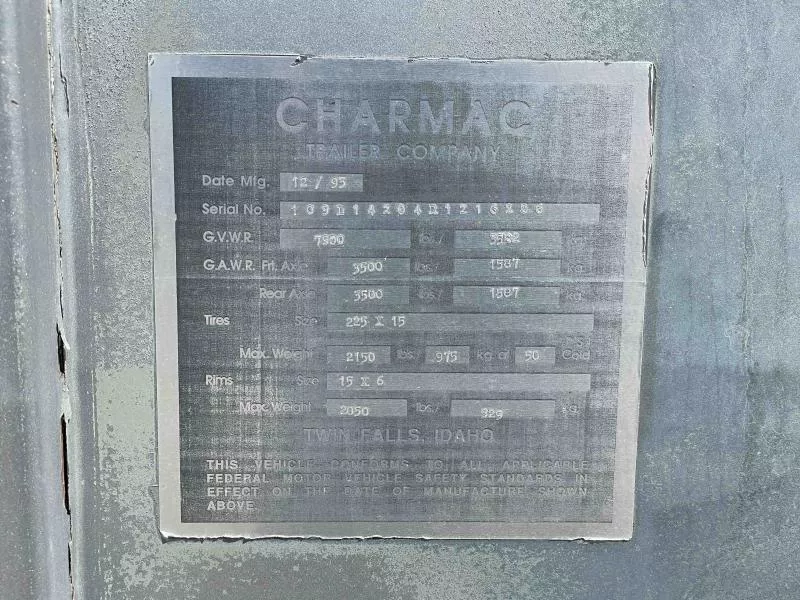 CHARMAC
TRAILER COMPANY
Date Mfg. 12 / 93
Serial No.
G.V.W.R. 7900 lbs./ kg.
G.A.W.R. Frt. Axle 3500 lbs./ 1587 kg.
Rear Axle 3500 lbs./ 1587 kg.
Tires Size 225 X 15
PSI
Max. Weight 2150 lbs./ 975 kg at 50 Cold
Rims Size 15 X 6
Max. Weight 2050 lbs./ 929 kg.
TWIN FALLS, IDAHO
THIS VEHICLE CONFORMS TO ALL APPLICABLE
FEDERAL MOTOR VEHICLE SAFETY STANDARDS IN
EFFECT ON THE DATE OF MANUFACTURE SHOWN
ABOVE.